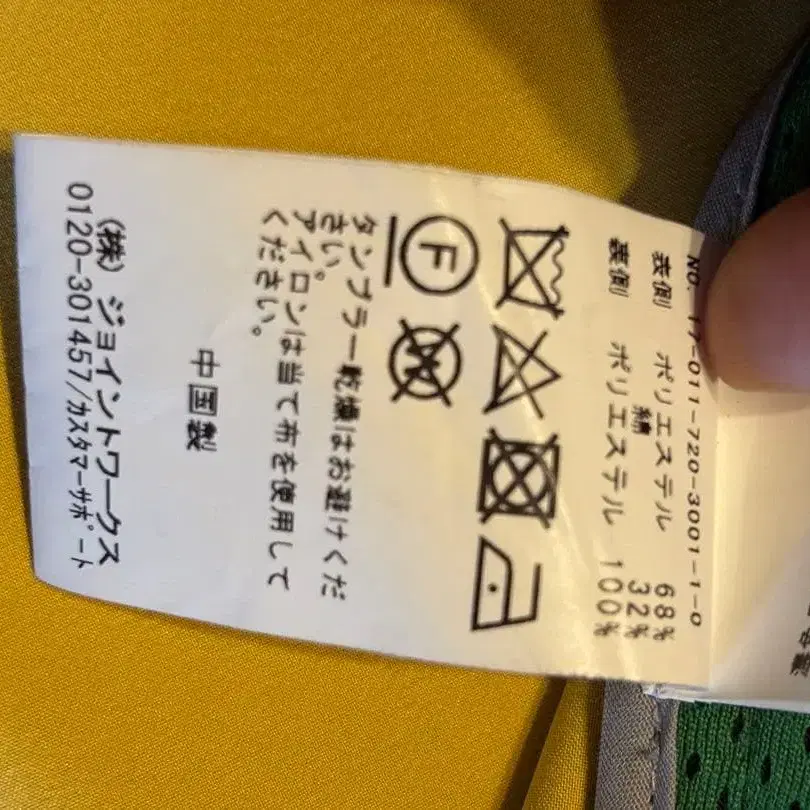 NO. 17-011-720-3001-1-0
表側 ポリエステル 68%
綿 32%
裏側 ポリエステル 100%
F
W
タンブラー乾燥はお避けくだ
さい。
アイロンは当て布を使用して
ください。
中国製
(株)ジョイントワークス
0120-301457/カスタマーサポート